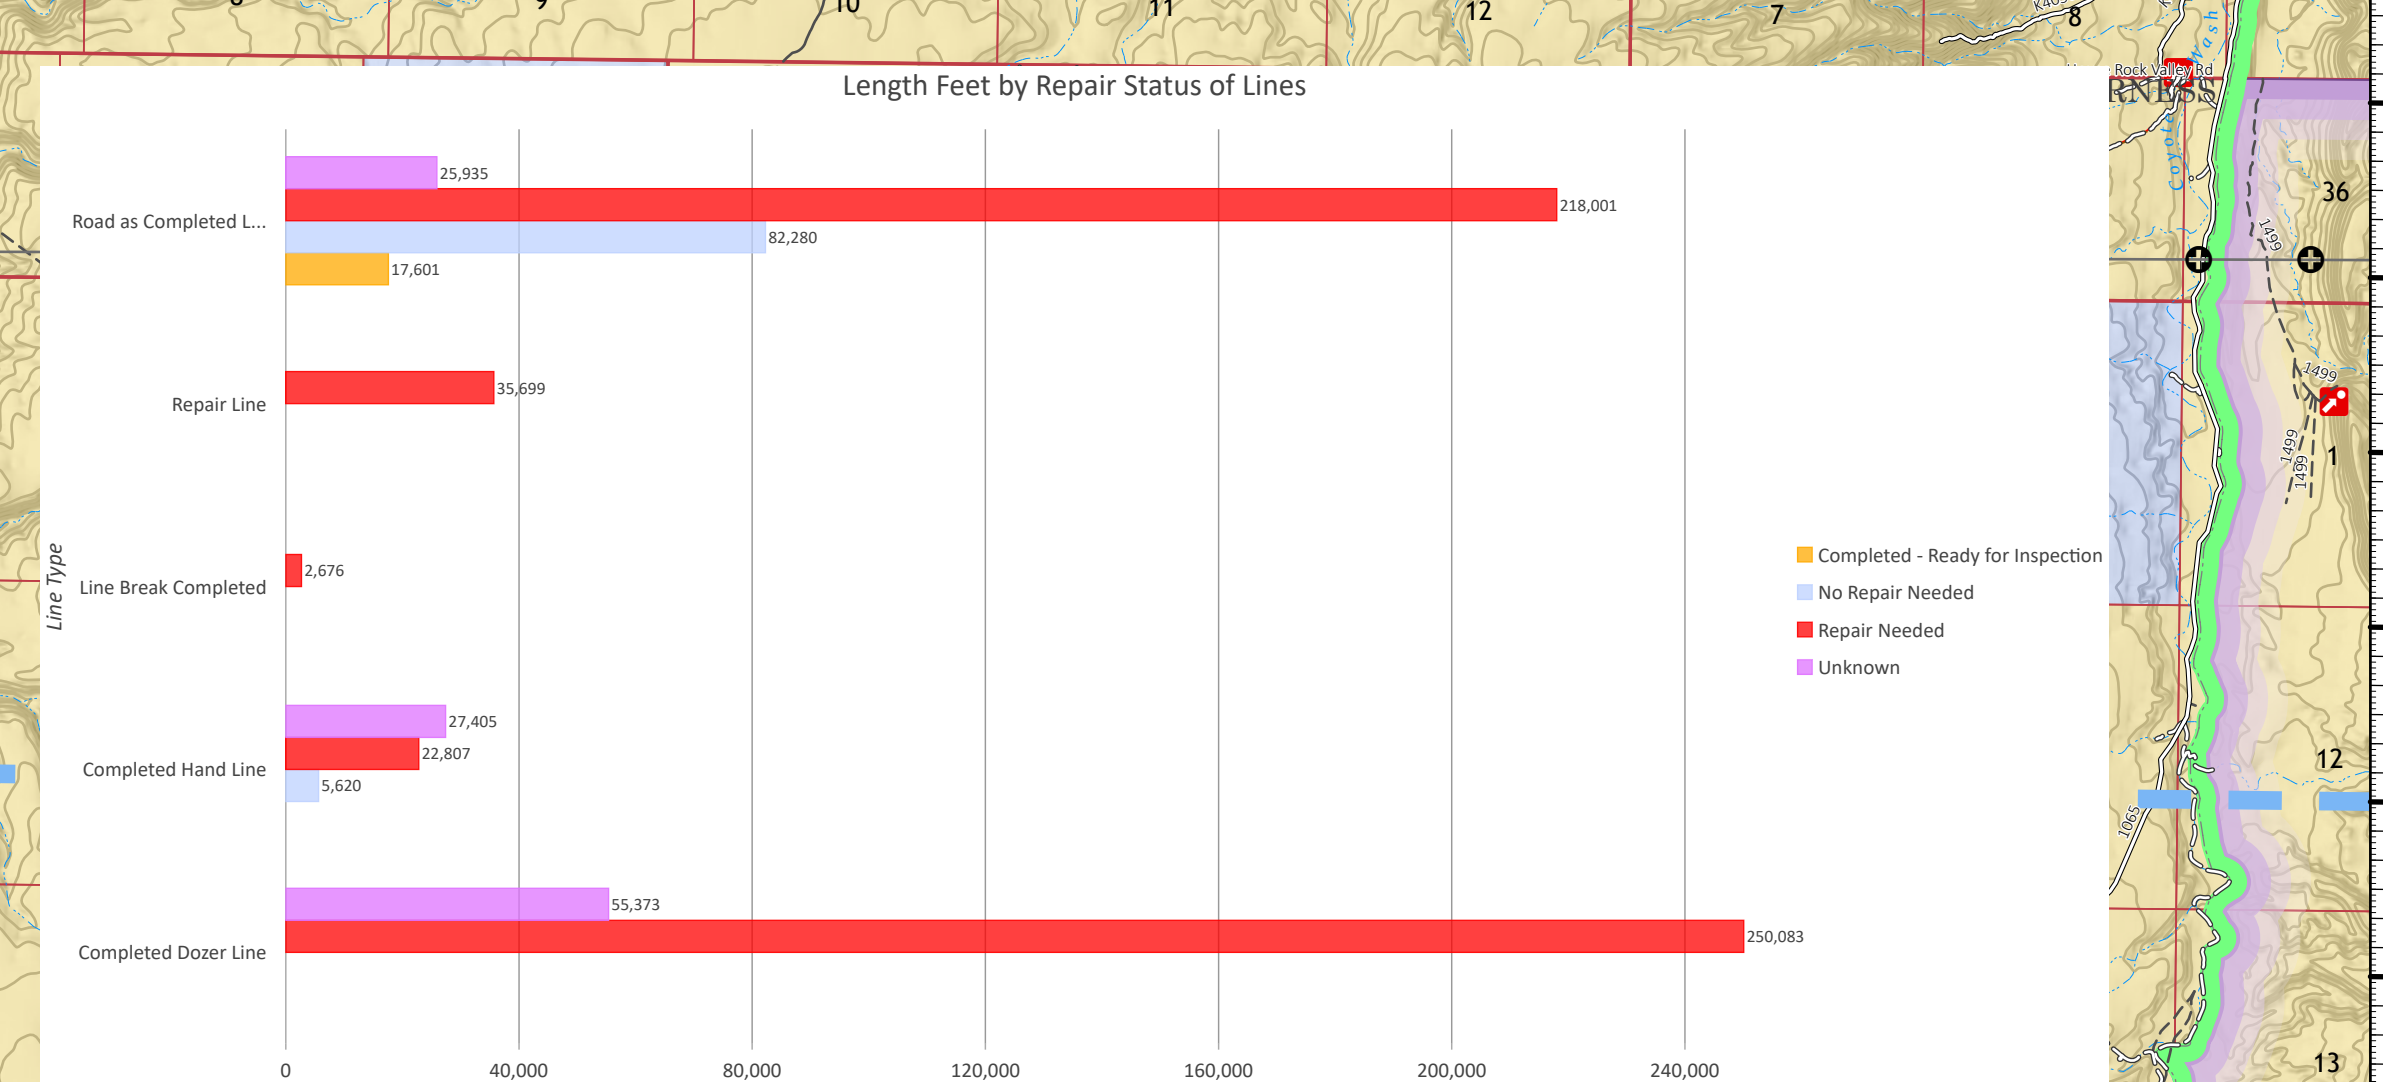 9
10
11
12
7
8
Length Feet by Repair Status of Lines
Rock Valley Rd
RNESS
Coyote Wash
25,935
218,001
Road as Completed L...
82,280
17,601
36
1499
35,699
Repair Line
1499
1499
1499
1
Line Type
2,676
Line Break Completed
Completed - Ready for Inspection
No Repair Needed
Repair Needed
Unknown
27,405
22,807
Completed Hand Line
5,620
12
1065
55,373
250,083
Completed Dozer Line
13
0
40,000
80,000
120,000
160,000
200,000
240,000